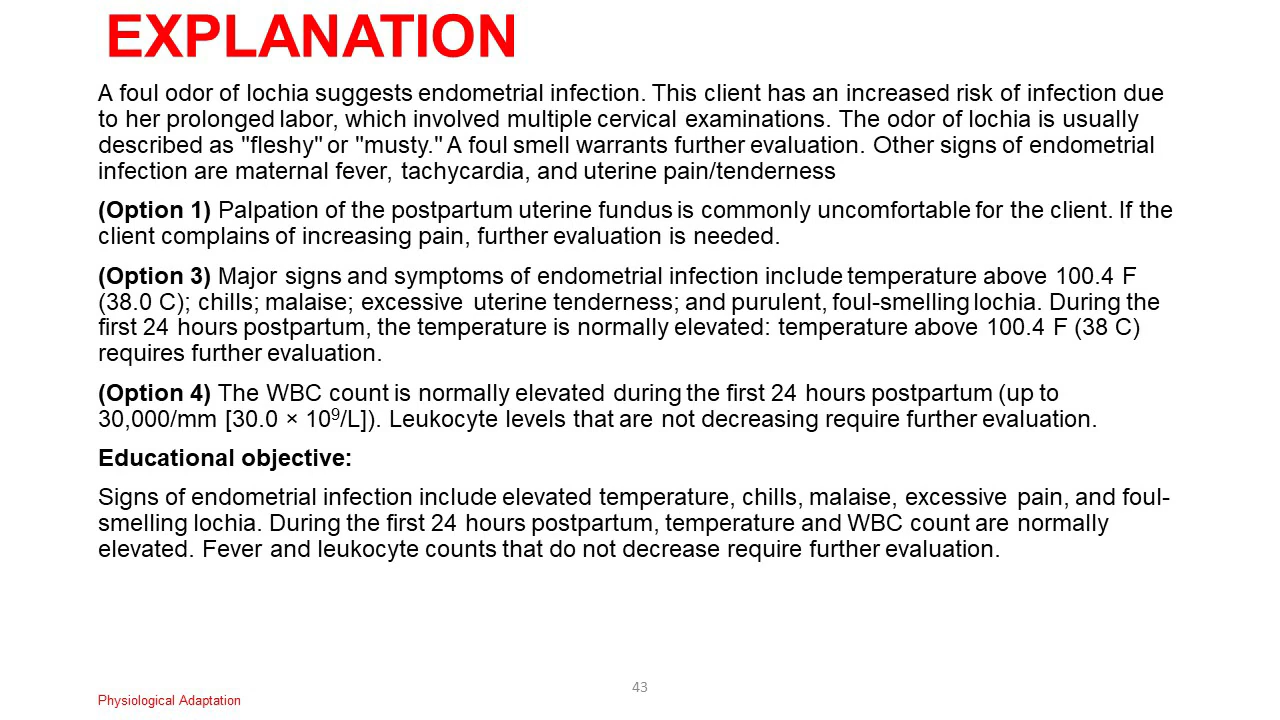 EXPLANATION
A foul odor of lochia suggests endometrial infection. This client has an increased risk of infection due
to her prolonged labor, which involved multiple cervical examinations. The odor of lochia is usually
described as "fleshy" or "musty." A foul smell warrants further evaluation. Other signs of endometrial
infection are maternal fever, tachycardia, and uterine pain/tenderness
(Option 1) Palpation of the postpartum uterine fundus is commonly uncomfortable for the client. If the
client complains of increasing pain, further evaluation is needed.
(Option 3) Major signs and symptoms of endometrial infection include temperature above 100.4 F
(38.0 C); chills; malaise; excessive uterine tenderness; and purulent, foul-smelling lochia. During the
first 24 hours postpartum, the temperature is normally elevated: temperature above 100.4 F (38 C)
requires further evaluation.
(Option 4) The WBC count is normally elevated during the first 24 hours postpartum (up to
30,000/mm [30.0 × 10⁹/L]). Leukocyte levels that are not decreasing require further evaluation.
Educational objective:
Signs of endometrial infection include elevated temperature, chills, malaise, excessive pain, and foul-
smelling lochia. During the first 24 hours postpartum, temperature and WBC count are normally
elevated. Fever and leukocyte counts that do not decrease require further evaluation.
43
Physiological Adaptation